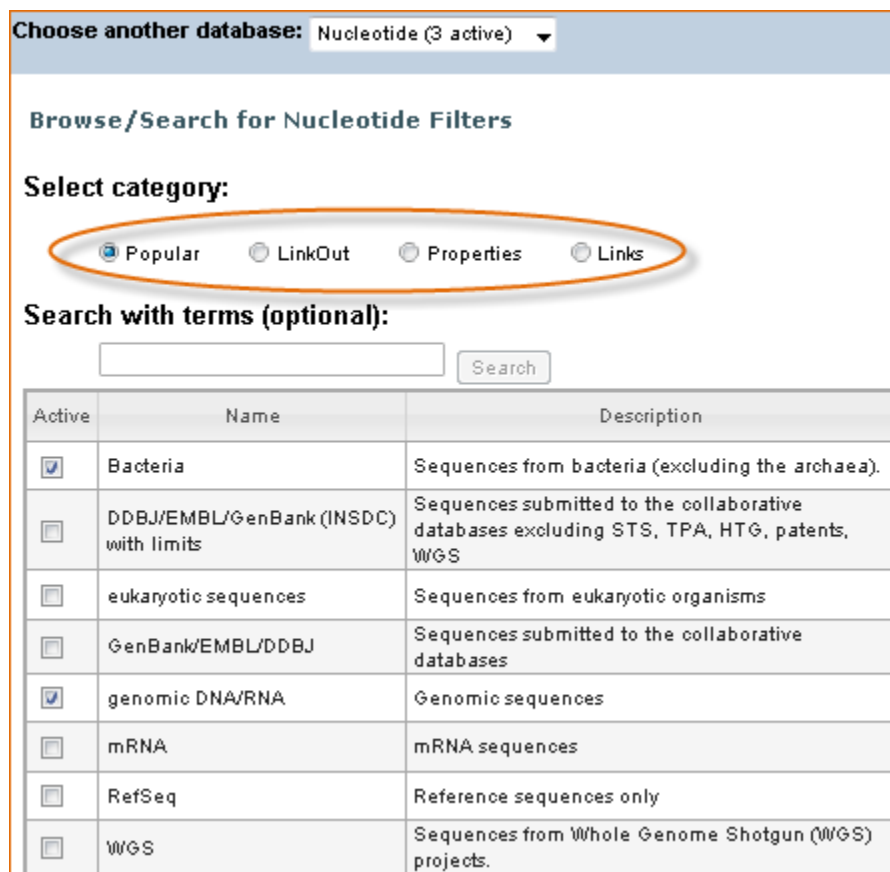 Choose another database: Nucleotide (3 active)
Browse/Search for Nucleotide Filters
Select category:
Popular LinkOut Properties Links
Search with terms (optional):
Search
Active Name Description
Bacteria Sequences from bacteria (excluding the archaea).
DDBJ/EMBL/GenBank (INSDC)
with limits
Sequences submitted to the collaborative
databases excluding STS, TPA, HTG, patents,
WGS
eukaryotic sequences Sequences from eukaryotic organisms
GenBank/EMBL/DDBJ
Sequences submitted to the collaborative
databases
genomic DNA/RNA Genomic sequences
mRNA mRNA sequences
RefSeq Reference sequences only
WGS
Sequences from Whole Genome Shotgun (WGS)
projects.